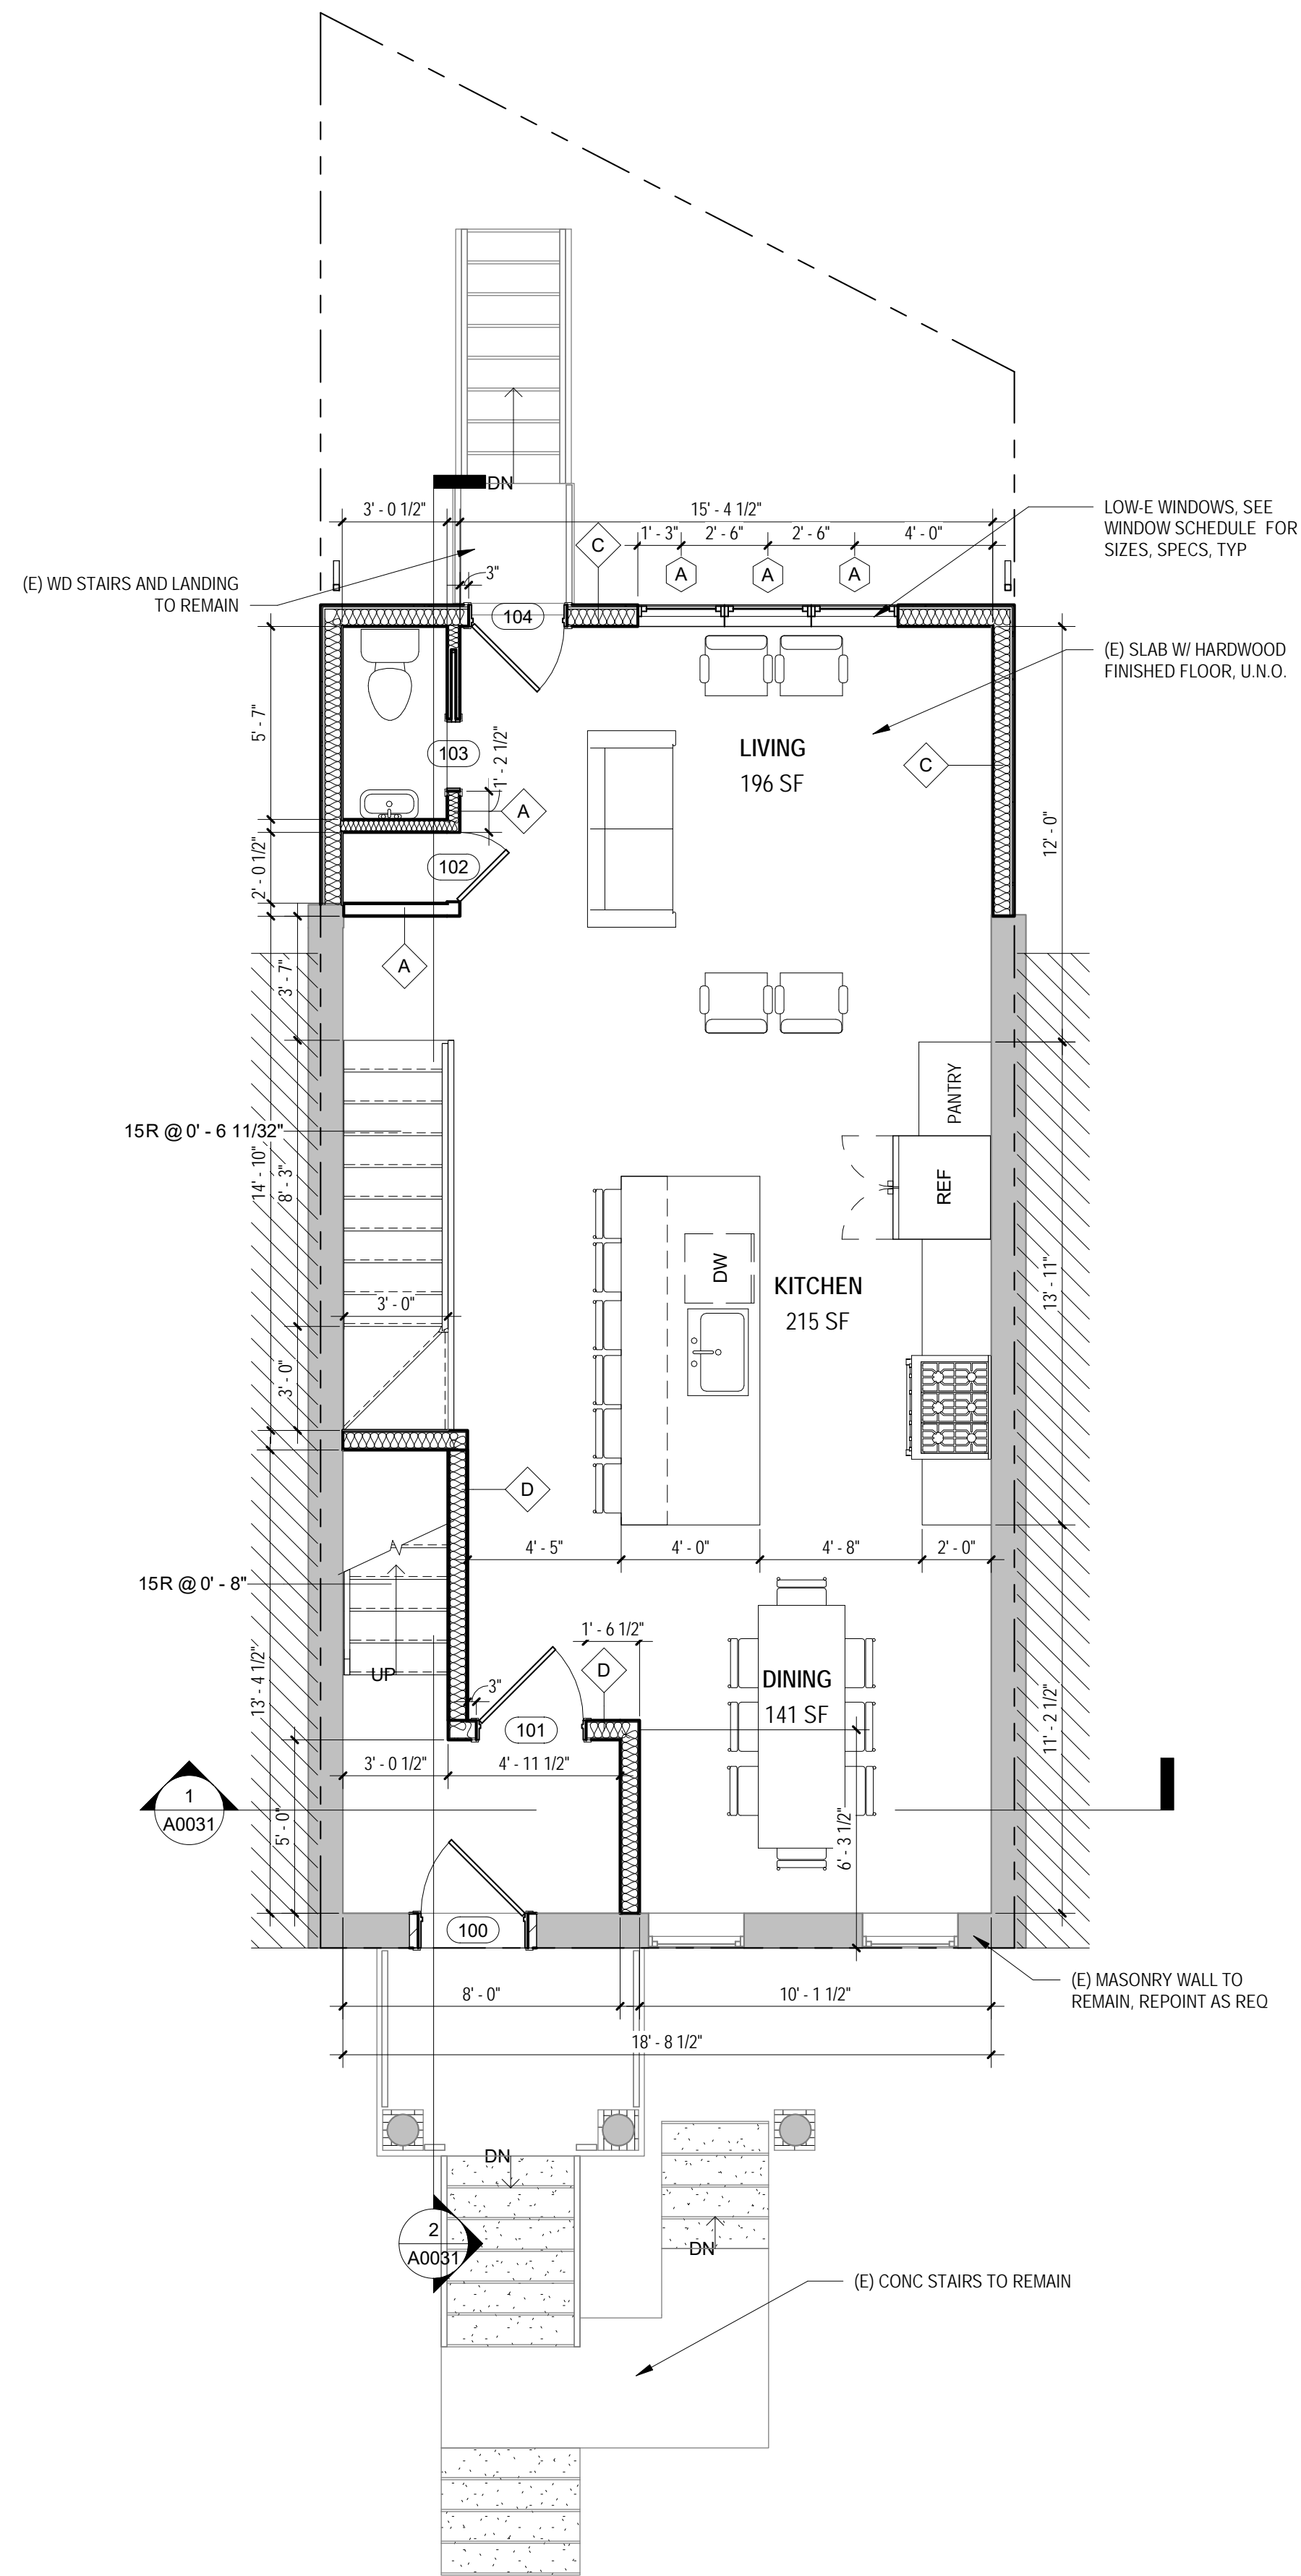 DN
3' - 0 1/2"
15' - 4 1/2"
1' - 3"
2' - 6"
2' - 6"
4' - 0"
LOW-E WINDOWS, SEE
WINDOW SCHEDULE FOR
SIZES, SPECS, TYP
C
A
A
A
(E) WD STAIRS AND LANDING
TO REMAIN
3"
104
(E) SLAB W/ HARDWOOD
FINISHED FLOOR, U.N.O.
5' - 7"
103
1' - 2 1/2"
LIVING
196 SF
C
A
12' - 0"
2' - 0 1/2"
102
A
3' - 7"
PANTRY
15R @ 0' - 6 11/32"
14' - 10"
8' - 3"
REF
DW
KITCHEN
215 SF
13' - 11"
3' - 0"
3' - 0"
D
4' - 5"
4' - 0"
4' - 8"
2' - 0"
15R @ 0' - 8"
UP
13' - 4 1/2"
1' - 6 1/2"
D
3"
DINING
141 SF
101
11' - 2 1/2"
3' - 0 1/2"
4' - 11 1/2"
1
A0031
5' - 0"
6' - 3 1/2"
100
(E) MASONRY WALL TO
REMAIN, REPOINT AS REQ
8' - 0"
10' - 1 1/2"
18' - 8 1/2"
DN
2
A0031
DN
(E) CONC STAIRS TO REMAIN